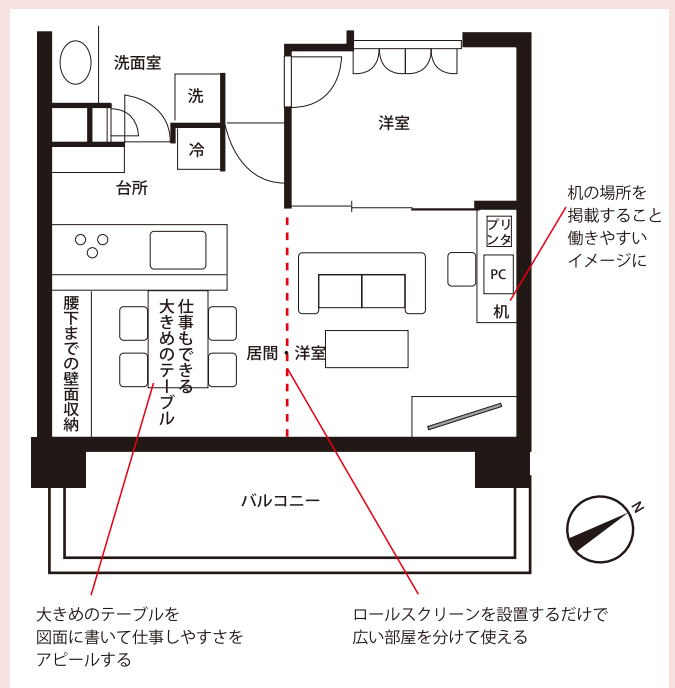 洗面室
洗
冷
台所
洋室
机の場所を
掲載すること
働きやすい
イメージに
プリ
ンタ
PC
机
腰下までの壁面収納
仕事もできる
大きめのテーブル
居間・洋室
バルコニー
N
大きめのテーブルを
図面に書いて仕事しやすさを
アピールする
ロールスクリーンを設置するだけで
広い部屋を分けて使える